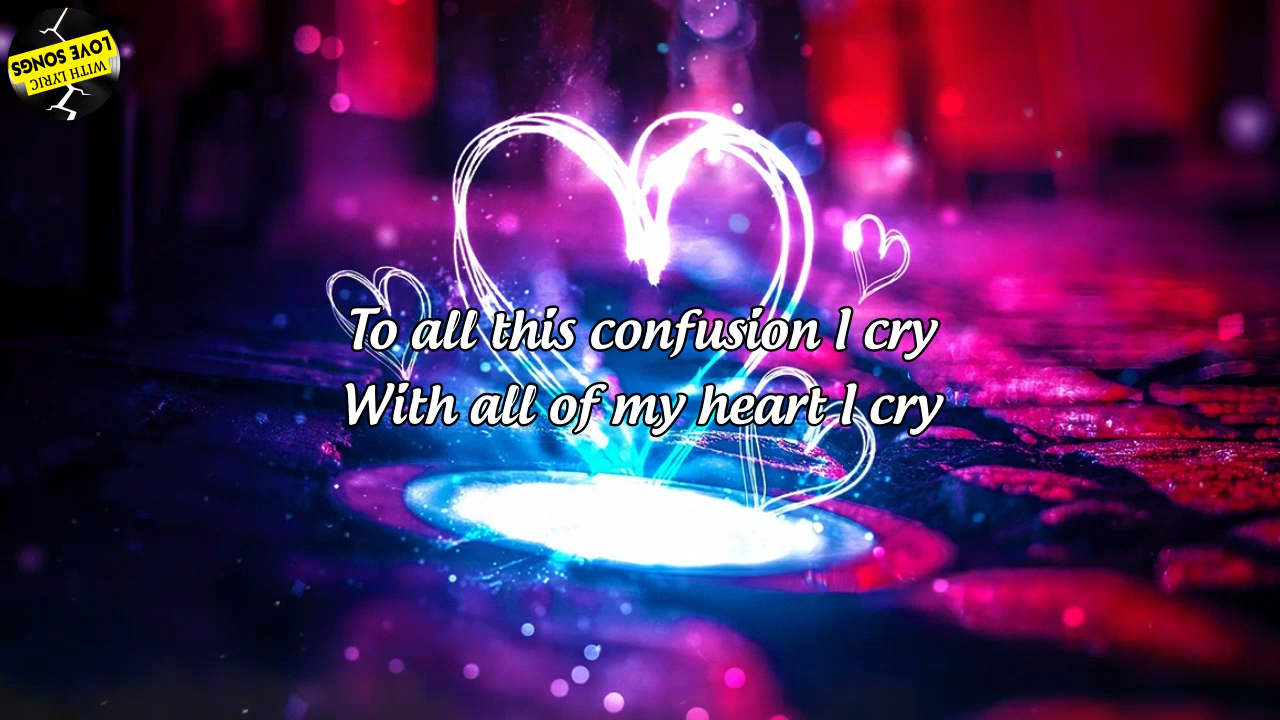 LOVE SONGS
WITH LYRIC
To all this confusion I cry
With all of my heart I cry